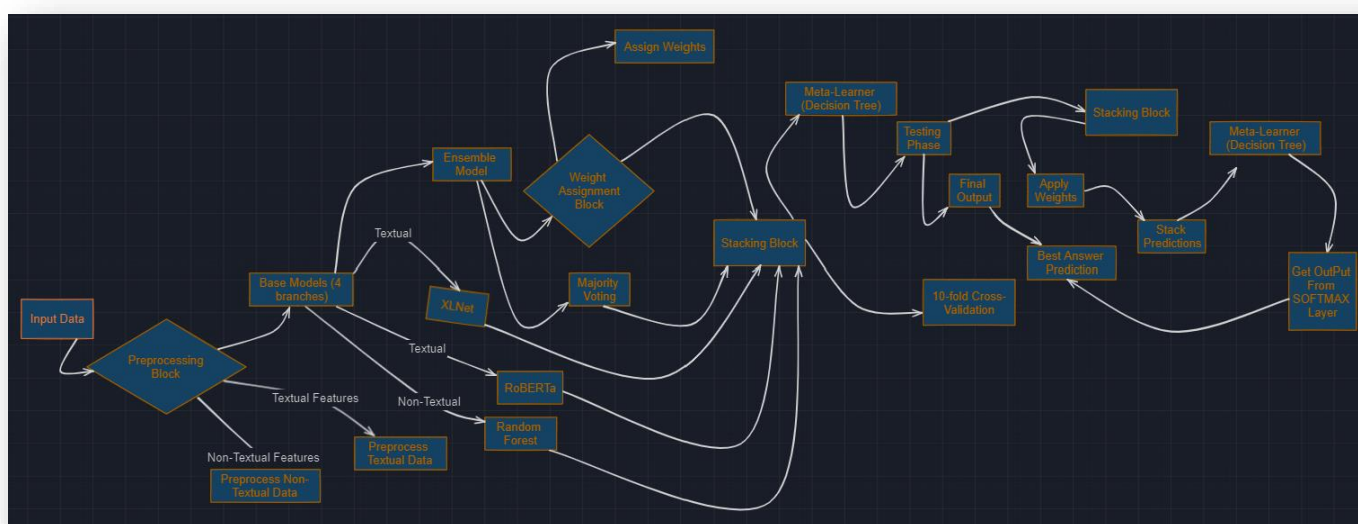 Input Data
Preprocessing
Block
Non-Textual Features
Preprocess Non-
Textual Data
Textual Features
Preprocess
Textual Data
Base Models (4
branches)
Textual
XLNet
Textual
RoBERTa
Non-Textual
Random
Forest
Ensemble
Model
Majority
Voting
Weight
Assignment
Block
Assign Weights
Stacking Block
Meta-Learner
(Decision Tree)
10-fold Cross-
Validation
Testing
Phase
Final
Output
Best Answer
Prediction
Stacking Block
Apply
Weights
Stack
Predictions
Meta-Learner
(Decision Tree)
Get OutPut
From
SOFTMAX
Layer